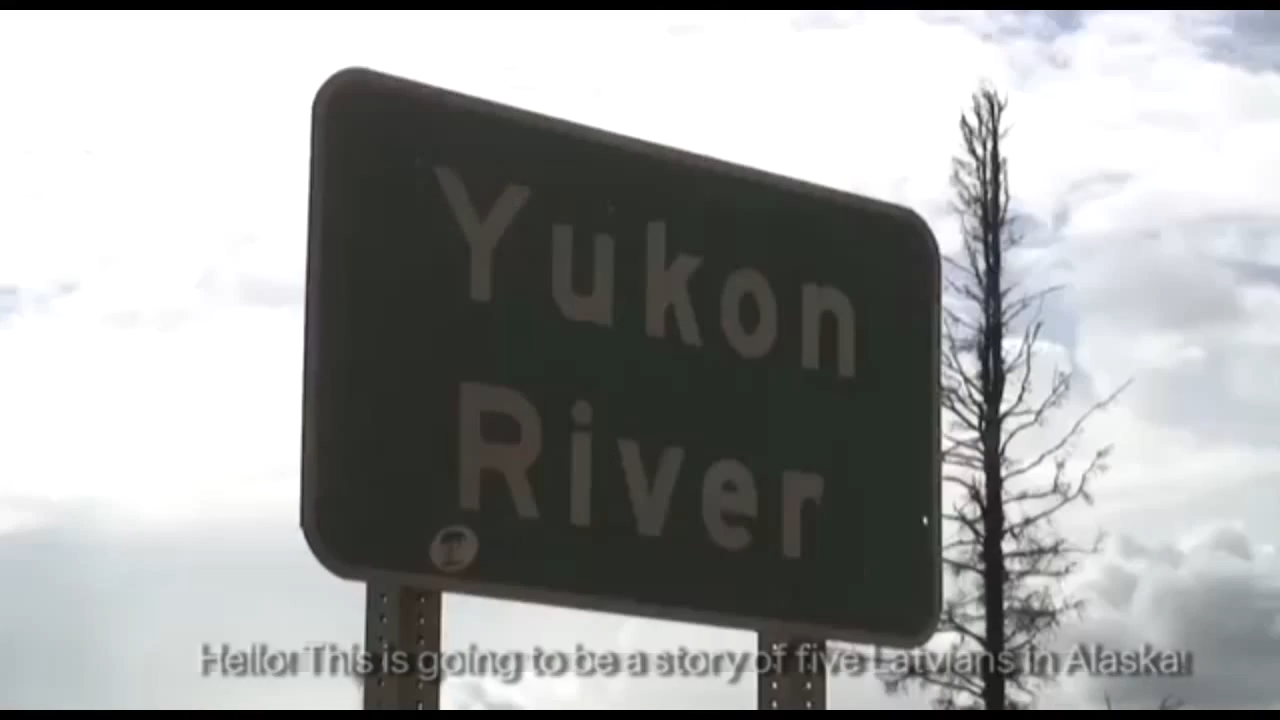 Yukon
River
Hello! This is going to be a story of five Latvians in Alaska!